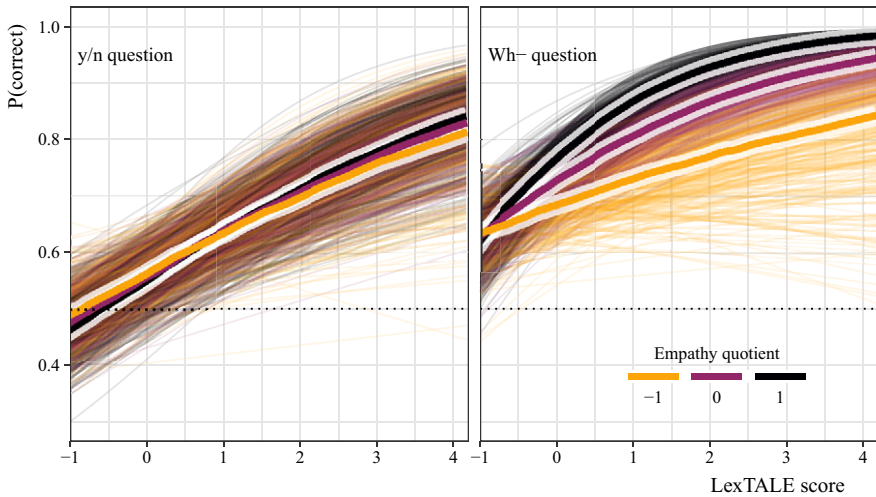 P(correct)
1.0
0.8
0.6
0.4
y/n question
Wh− question
Empathy quotient
−1 0 1
−1 0 1 2 3 4 −1 0 1 2 3 4
LexTALE score